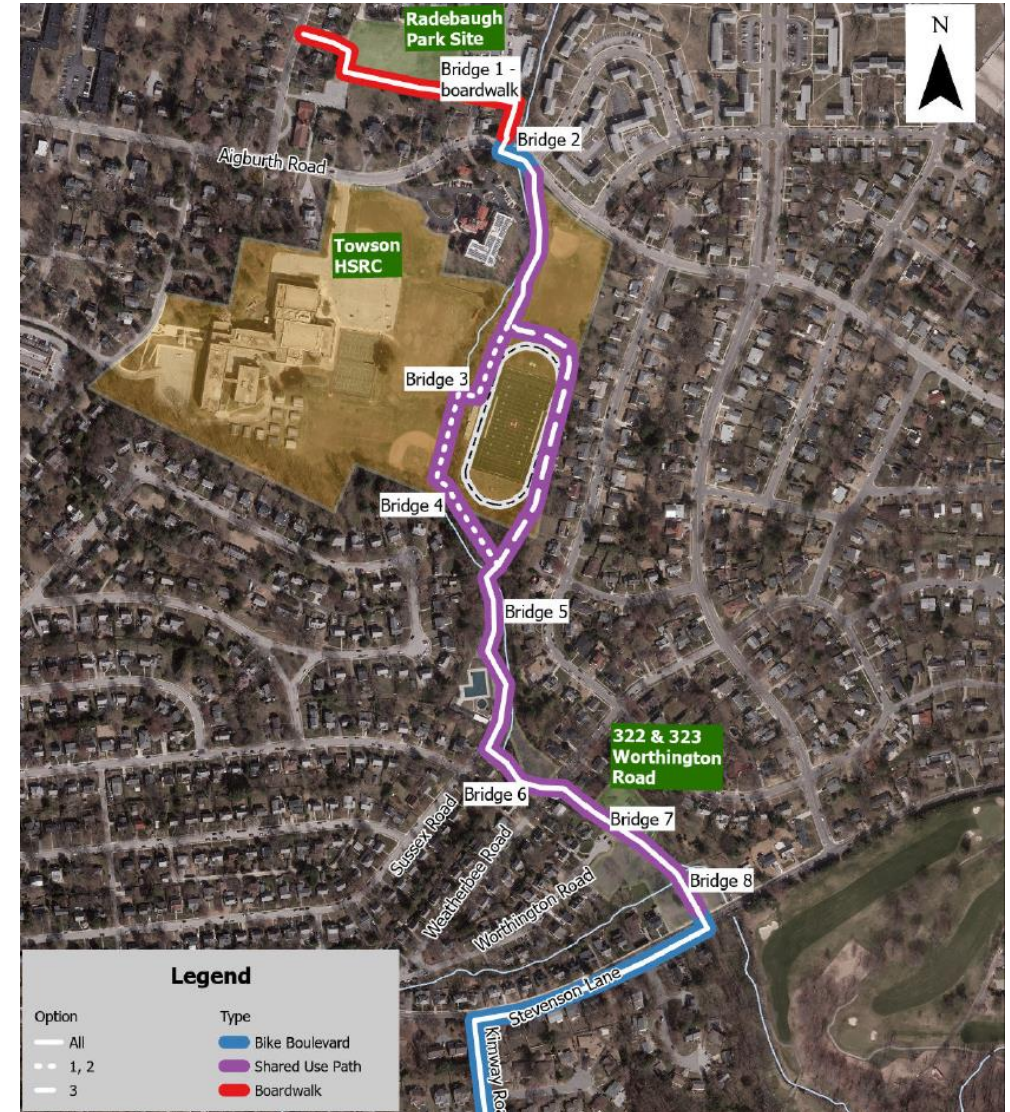 Radebaugh
Park Site
N
Bridge 1 -
boardwalk
Bridge 2
Aigburth Road
Towson
HSRC
Bridge 3
Bridge 4
Bridge 5
322 & 323
Worthington
Road
Bridge 6
Bridge 7
Sussex Road
Weatherbee Road
Worthington Road
Bridge 8
Stevenson Lane
Kimway Ro
Legend
Option
Type
All
Bike Boulevard
1, 2
Shared Use Path
3
Boardwalk